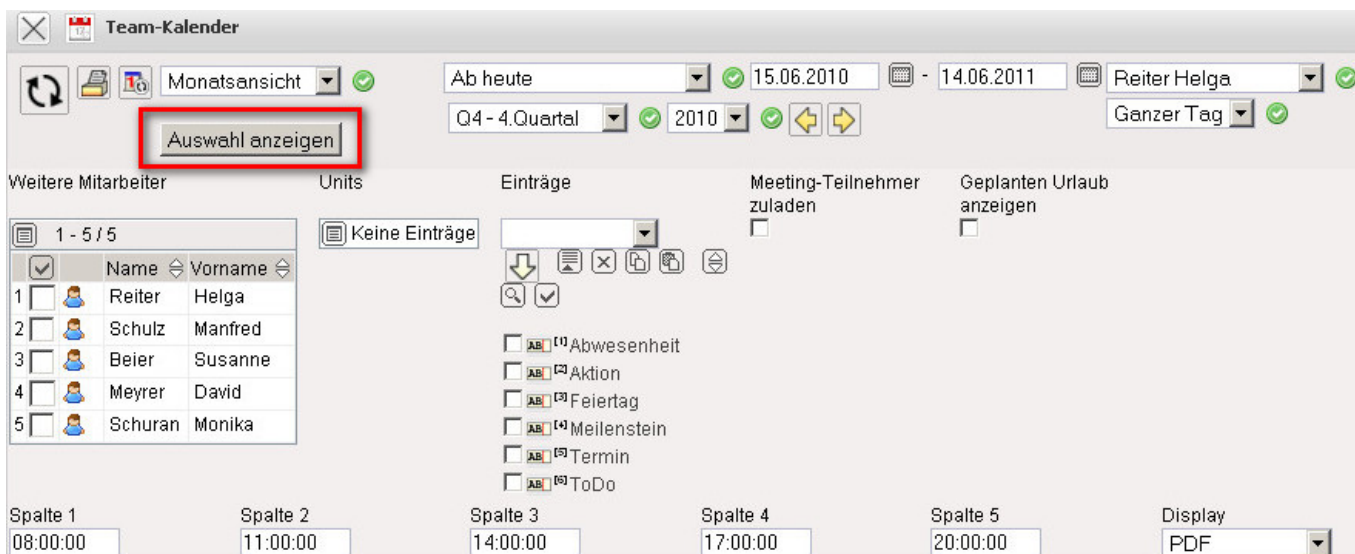 Team-Kalender
Monatsansicht Ab heute 15.06.2010 - 14.06.2011 Reiter Helga
Auswahl anzeigen Q4 - 4.Quartal 2010 Ganzer Tag
Weitere Mitarbeiter Units Einträge Meeting-Teilnehmer zuladen Geplanten Urlaub anzeigen
1 - 5 / 5 Keine Einträge
Name Vorname
1 Reiter Helga
2 Schulz Manfred
3 Beier Susanne
4 Meyrer David
5 Schuran Monika
[1] Abwesenheit
[2] Aktion
[3] Feiertag
[4] Meilenstein
[5] Termin
[6] ToDo
Spalte 1 Spalte 2 Spalte 3 Spalte 4 Spalte 5 Display
08:00:00 11:00:00 14:00:00 17:00:00 20:00:00 PDF